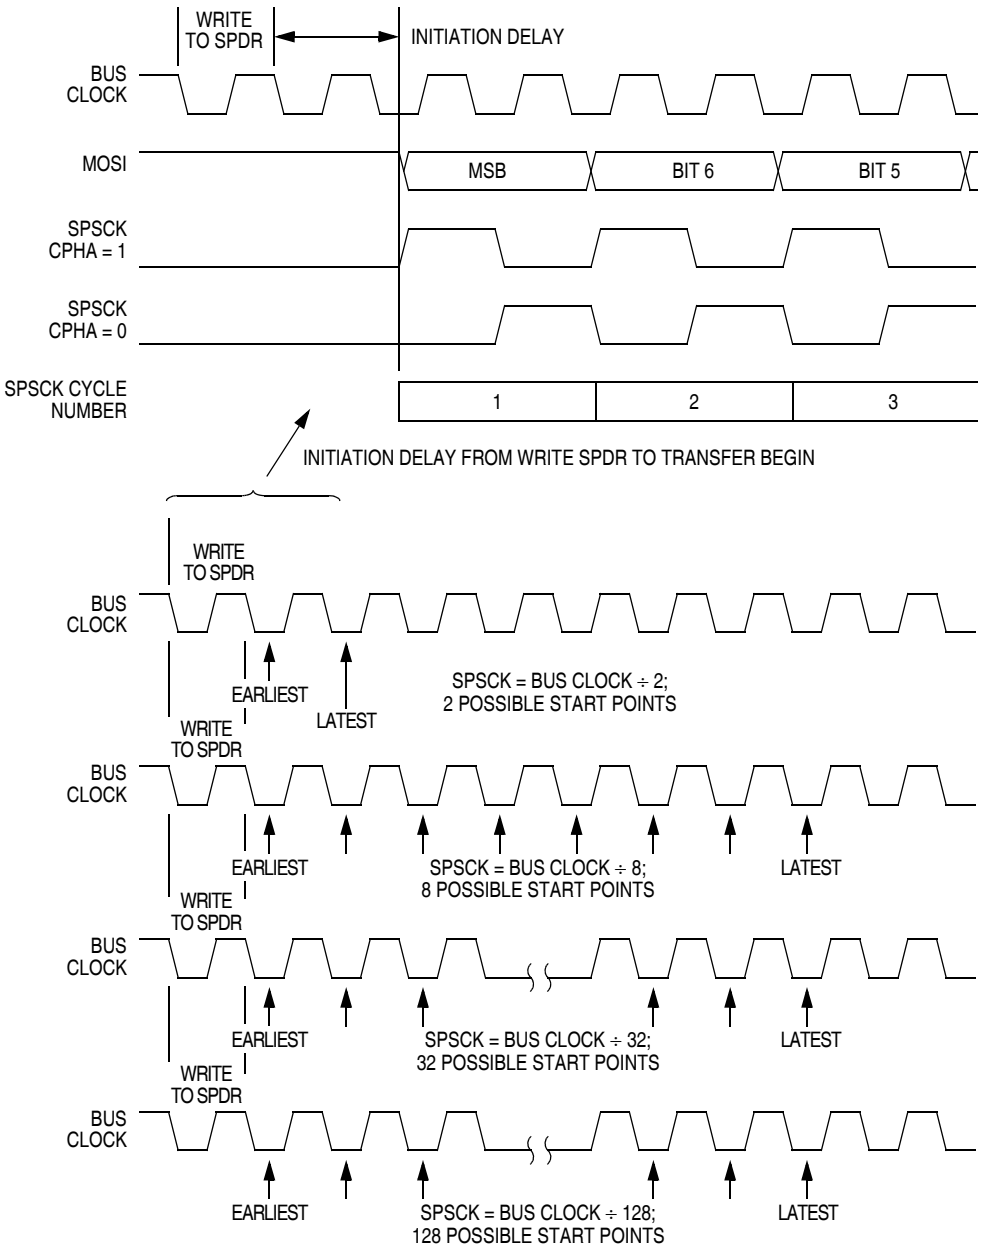 WRITE
TO SPDR
INITIATION DELAY
BUS
CLOCK
MOSI
MSB
BIT 6
BIT 5
SPSCK
CPHA = 1
SPSCK
CPHA = 0
SPSCK CYCLE
NUMBER
1
2
3
INITIATION DELAY FROM WRITE SPDR TO TRANSFER BEGIN
WRITE
TO SPDR
BUS
CLOCK
EARLIEST
LATEST
SPSCK = BUS CLOCK ÷ 2;
2 POSSIBLE START POINTS
WRITE
TO SPDR
BUS
CLOCK
EARLIEST
SPSCK = BUS CLOCK ÷ 8;
8 POSSIBLE START POINTS
LATEST
WRITE
TO SPDR
BUS
CLOCK
EARLIEST
SPSCK = BUS CLOCK ÷ 32;
32 POSSIBLE START POINTS
LATEST
WRITE
TO SPDR
BUS
CLOCK
EARLIEST
SPSCK = BUS CLOCK ÷ 128;
128 POSSIBLE START POINTS
LATEST